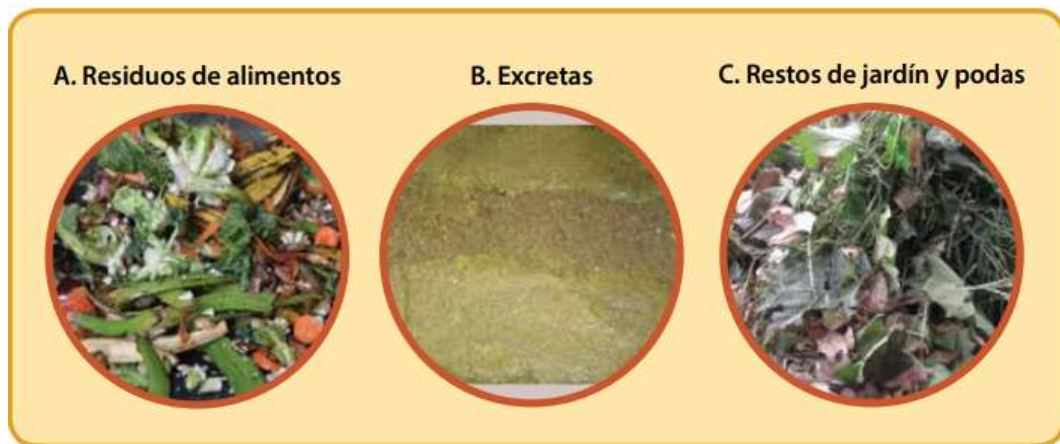 A. Residuos de alimentos
B. Excretas
C. Restos de jardín y podas